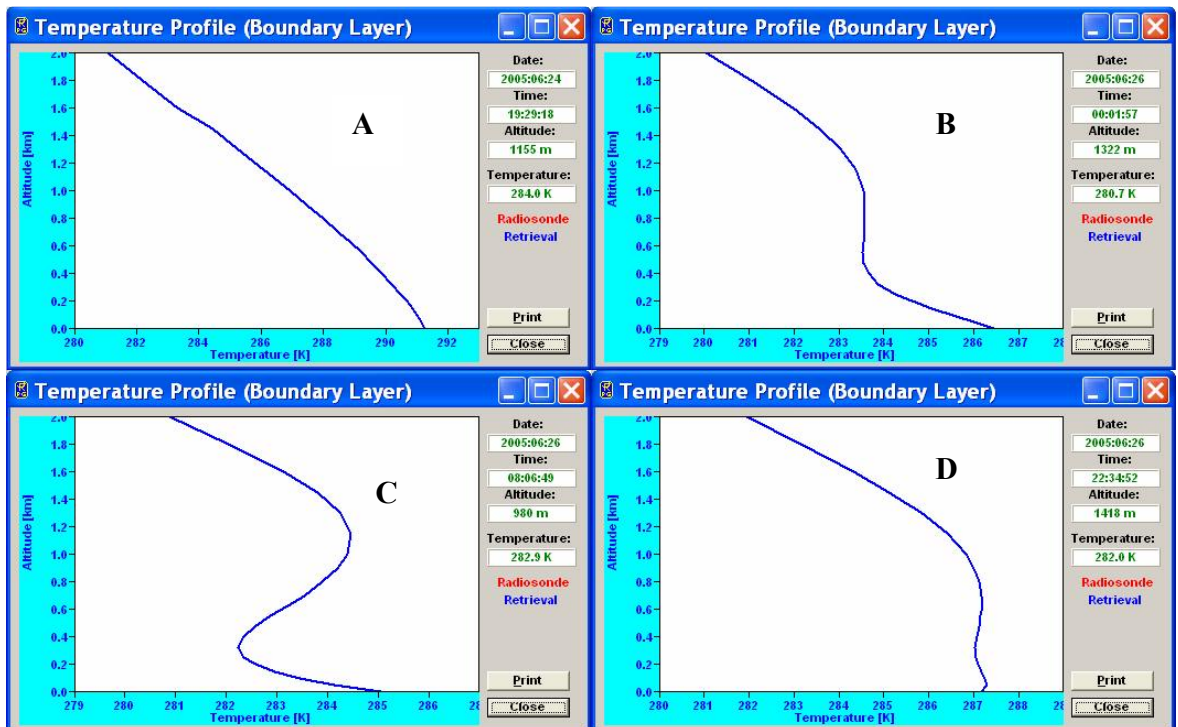 Temperature Profile (Boundary Layer)
2.0
1.8
1.6
1.4
1.2
1.0
0.8
0.6
0.4
0.2
0.0
Altitude [km]
280 282 284 286 288 290 292
Temperature [K]
A
Date:
2005:06:24
Time:
19:29:18
Altitude:
1155 m
Temperature:
284.0 K
Radiosonde
Retrieval
Print
Close
Temperature Profile (Boundary Layer)
2.0
1.8
1.6
1.4
1.2
1.0
0.8
0.6
0.4
0.2
0.0
Altitude [km]
279 280 281 282 283 284 285 286 287 28
Temperature [K]
B
Date:
2005:06:26
Time:
00:01:57
Altitude:
1322 m
Temperature:
280.7 K
Radiosonde
Retrieval
Print
Close
Temperature Profile (Boundary Layer)
2.0
1.8
1.6
1.4
1.2
1.0
0.8
0.6
0.4
0.2
0.0
Altitude [km]
279 280 281 282 283 284 285 286 28
Temperature [K]
C
Date:
2005:06:26
Time:
08:06:49
Altitude:
980 m
Temperature:
282.9 K
Radiosonde
Retrieval
Print
Close
Temperature Profile (Boundary Layer)
2.0
1.8
1.6
1.4
1.2
1.0
0.8
0.6
0.4
0.2
0.0
Altitude [km]
280 281 282 283 284 285 286 287 288 28
Temperature [K]
D
Date:
2005:06:26
Time:
22:34:52
Altitude:
1418 m
Temperature:
282.0 K
Radiosonde
Retrieval
Print
Close